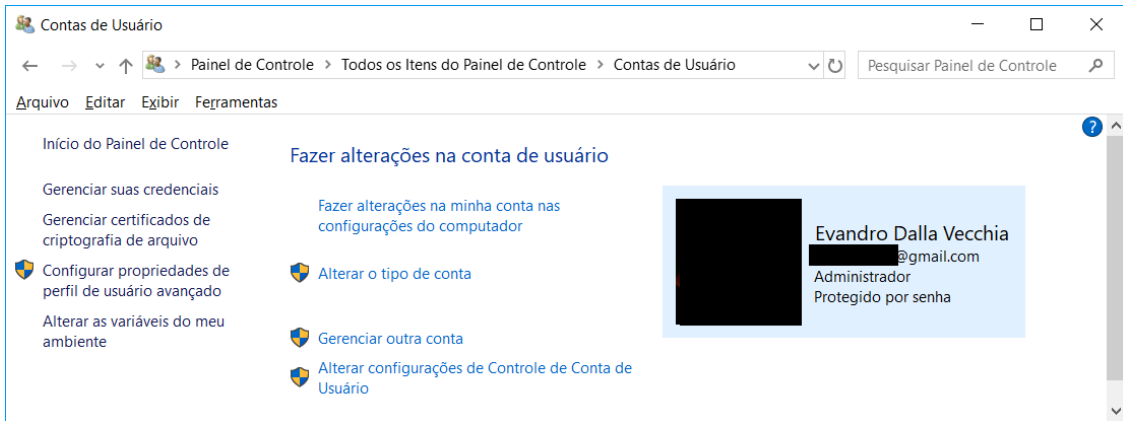 Contas de Usuário
Painel de Controle > Todos os Itens do Painel de Controle > Contas de Usuário
Pesquisar Painel de Controle
Arquivo Editar Exibir Ferramentas
Início do Painel de Controle
Gerenciar suas credenciais
Gerenciar certificados de
criptografia de arquivo
Configurar propriedades de
perfil de usuário avançado
Alterar as variáveis do meu
ambiente
Fazer alterações na conta de usuário
Fazer alterações na minha conta nas
configurações do computador
Alterar o tipo de conta
Gerenciar outra conta
Alterar configurações de Controle de Conta de
Usuário
Evandro Dalla Vecchia
@gmail.com
Administrador
Protegido por senha
?